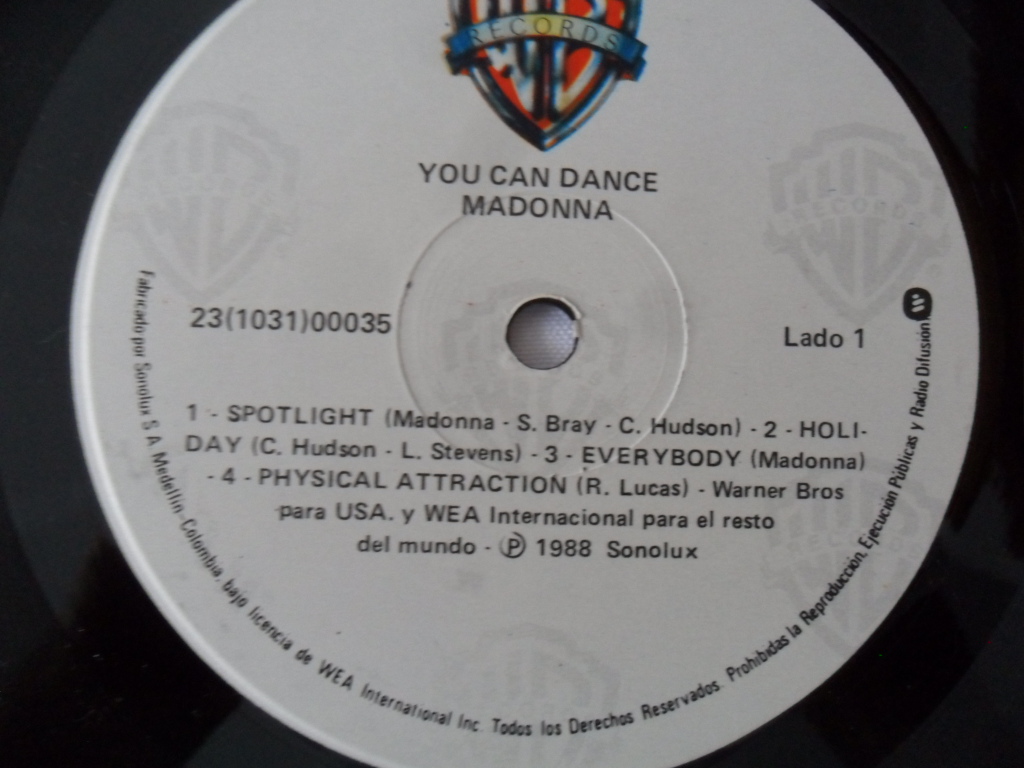 RECORDS
YOU CAN DANCE
MADONNA
RECORDS
23(1031)00035
Lado 1
1 - SPOTLIGHT (Madonna - S. Bray - C. Hudson) - 2 - HOLI-
DAY (C. Hudson - L. Stevens) - 3 - EVERYBODY (Madonna)
- 4 - PHYSICAL ATTRACTION (R. Lucas) - Warner Bros
para USA. y WEA Internacional para el resto
del mundo - Ⓟ 1988 Sonolux
Fabricado por Sonolux S A Medellín-Colombia, bajo licencia de WEA International Inc. Todos los Derechos Reservados. Prohibidas la Reproducción, Ejecución Públicas y Radio Difusión